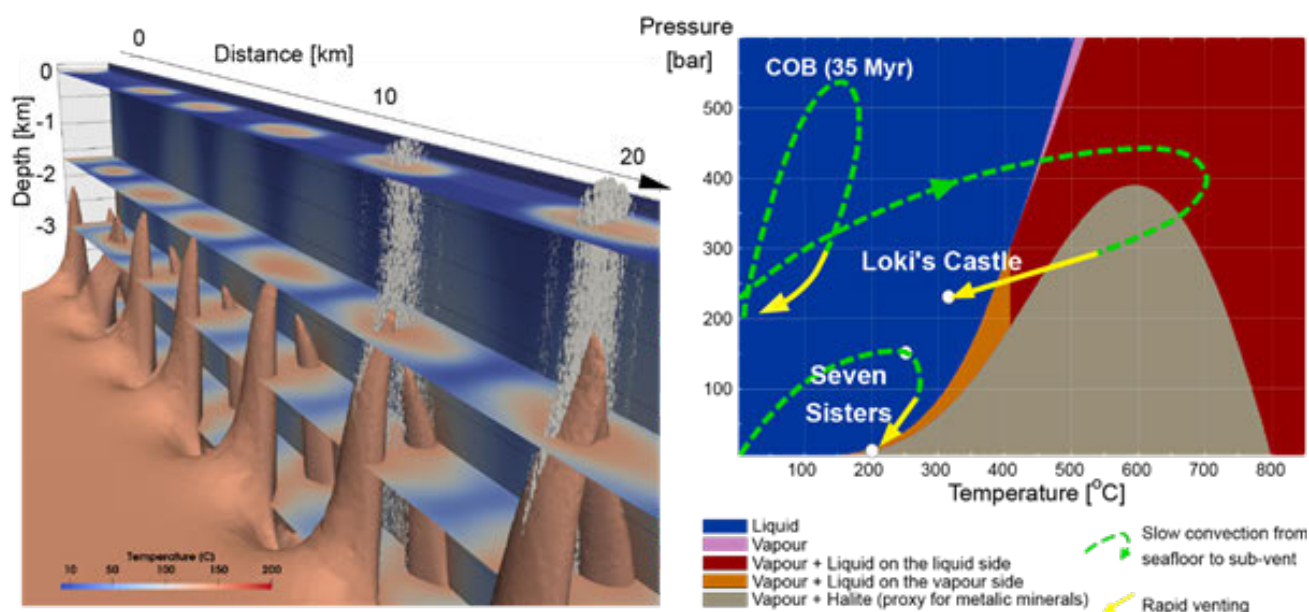 0
Distance [km]
10
20
0
-1
-2
-3
Depth [km]
Temperature (C)
10 50 100 150 200
Pressure
[bar]
500
400
300
200
100
COB (35 Myr)
Loki's Castle
Seven
Sisters
100 200 300 400 500 600 700 800
Temperature [°C]
Liquid
Vapour
Vapour + Liquid on the liquid side
Vapour + Liquid on the vapour side
Vapour + Halite (proxy for metalic minerals)
Slow convection from
seafloor to sub-vent
Rapid venting